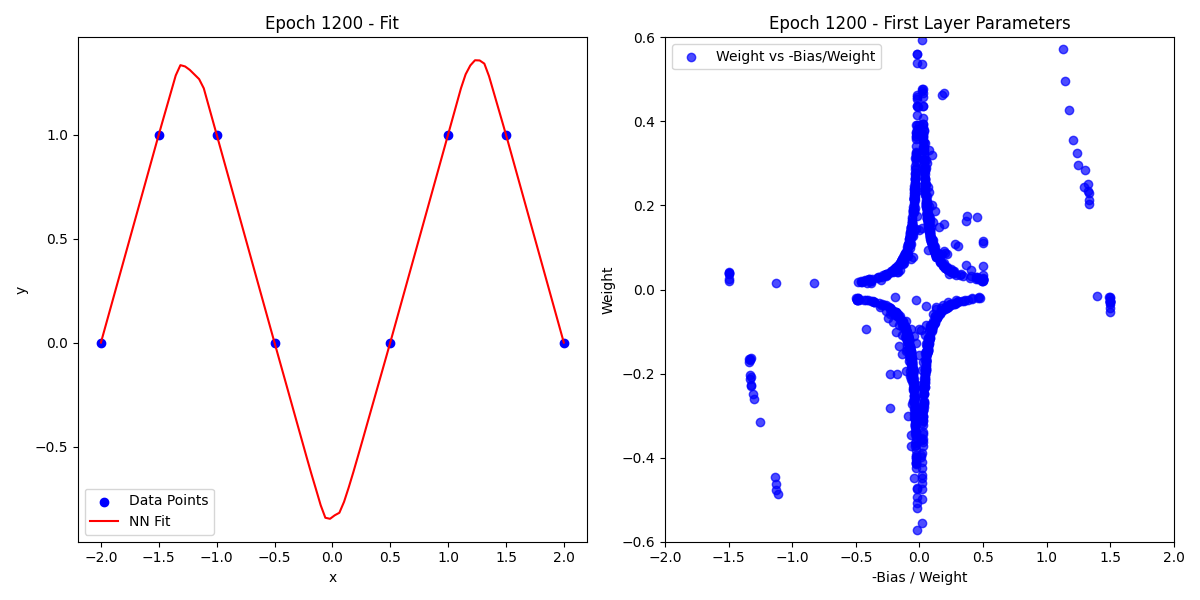 Epoch 1200 - Fit
1.0
0.5
0.0
−0.5
y
Data Points
NN Fit
−2.0 −1.5 −1.0 −0.5 0.0 0.5 1.0 1.5 2.0
x
Epoch 1200 - First Layer Parameters
Weight vs -Bias/Weight
0.6
0.4
0.2
0.0
−0.2
−0.4
−0.6
Weight
−2.0 −1.5 −1.0 −0.5 0.0 0.5 1.0 1.5 2.0
-Bias / Weight